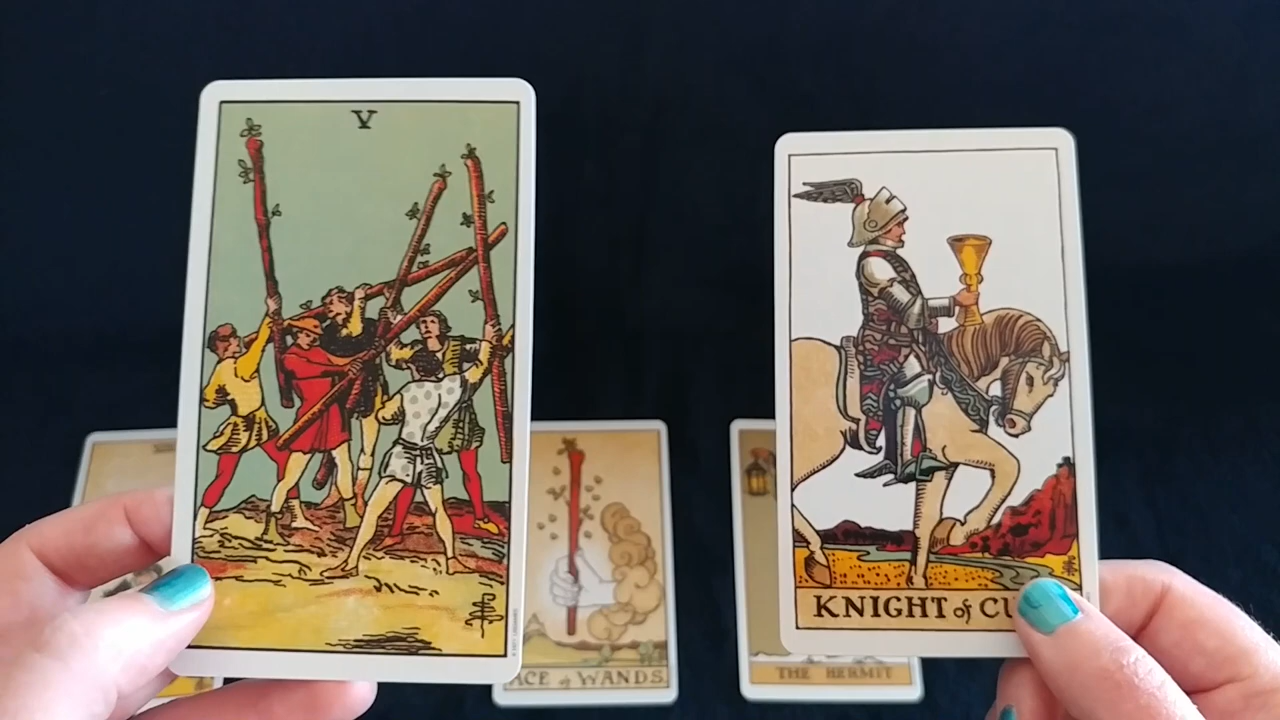 V
KNIGHT of CU
ACE of WANDS.
THE HERMIT